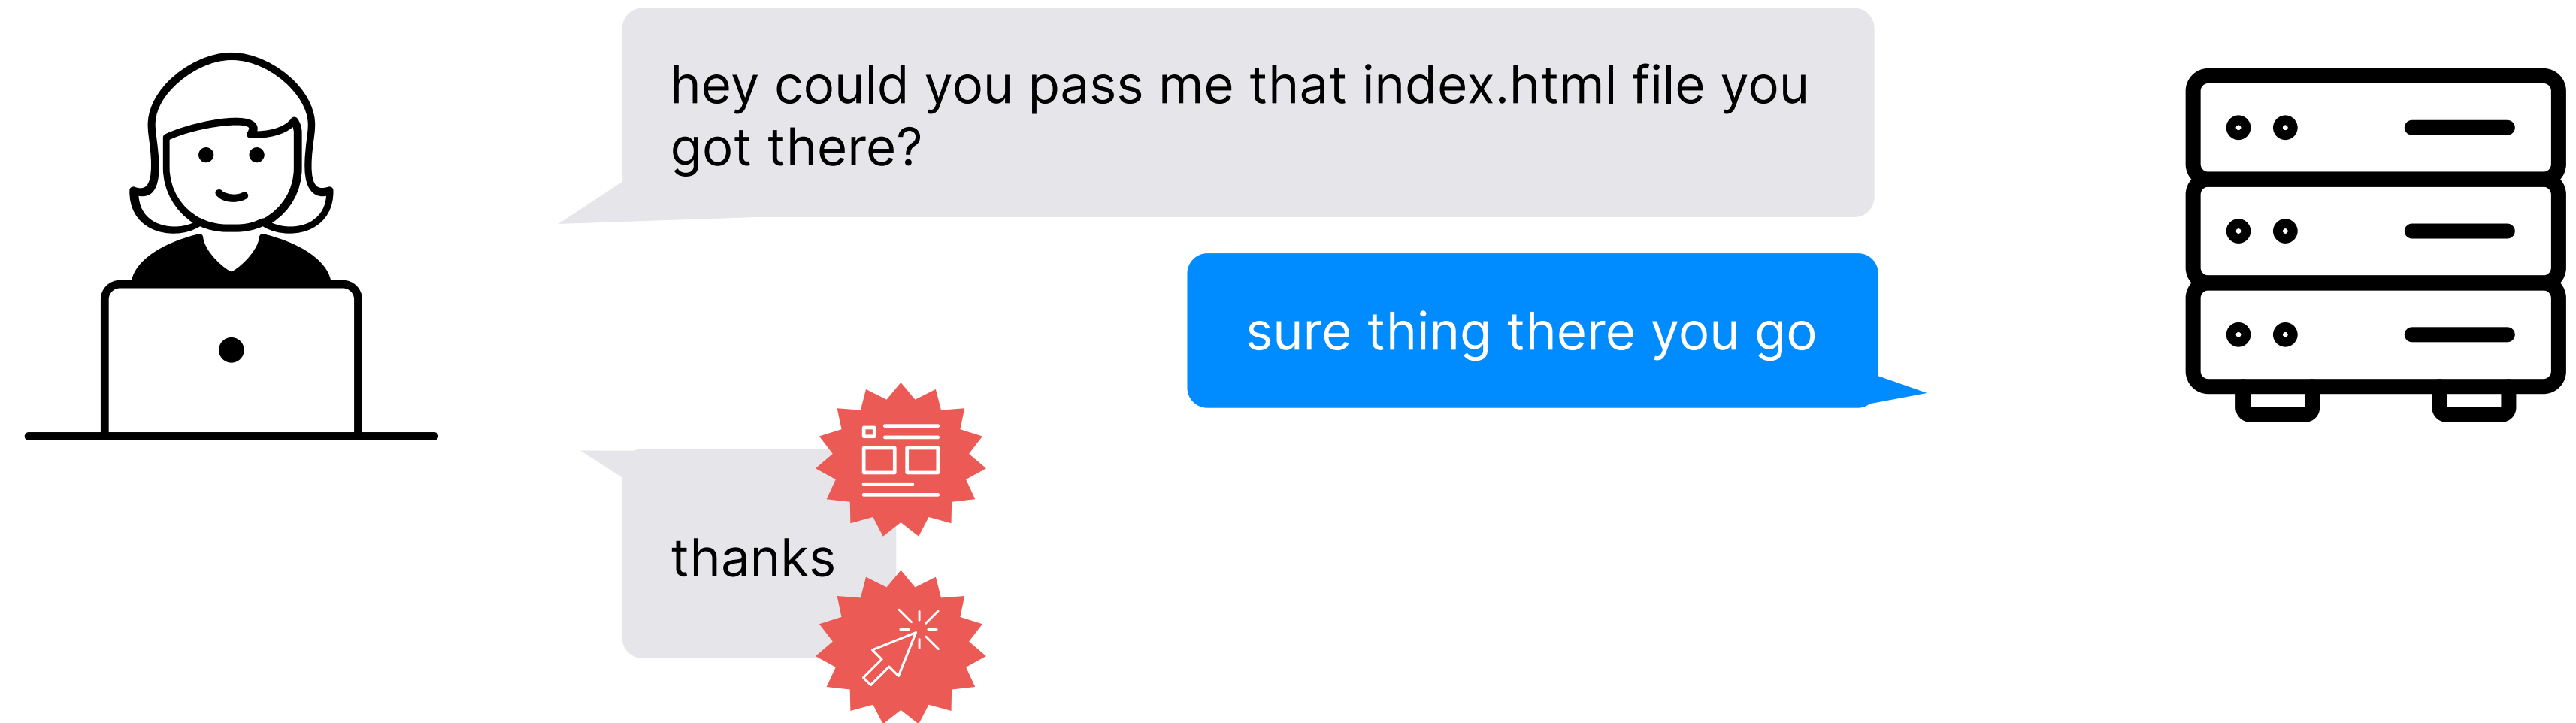 hey could you pass me that index.html file you
got there?
sure thing there you go
thanks